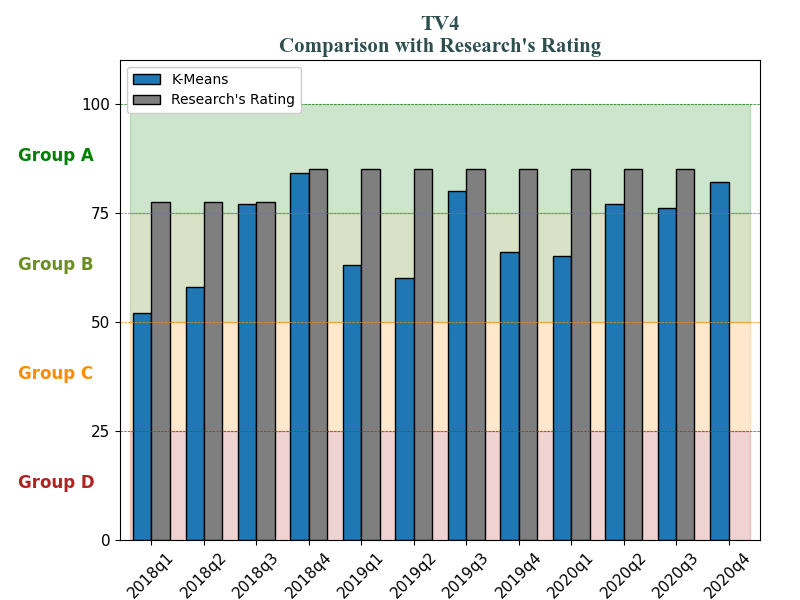 TV4
Comparison with Research's Rating
K-Means
Research's Rating
100
75
50
25
0
Group A
Group B
Group C
Group D
2018q1
2018q2
2018q3
2018q4
2019q1
2019q2
2019q3
2019q4
2020q1
2020q2
2020q3
2020q4